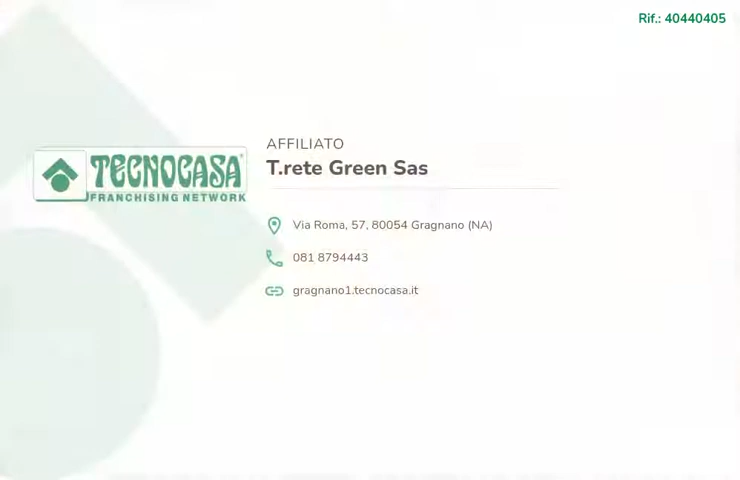 Rif.: 40440405
TECNOCASA
FRANCHISING NETWORK
AFFILIATO
T.rete Green Sas
Via Roma, 57, 80054 Gragnano (NA)
081 8794443
gragnano1.tecnocasa.it